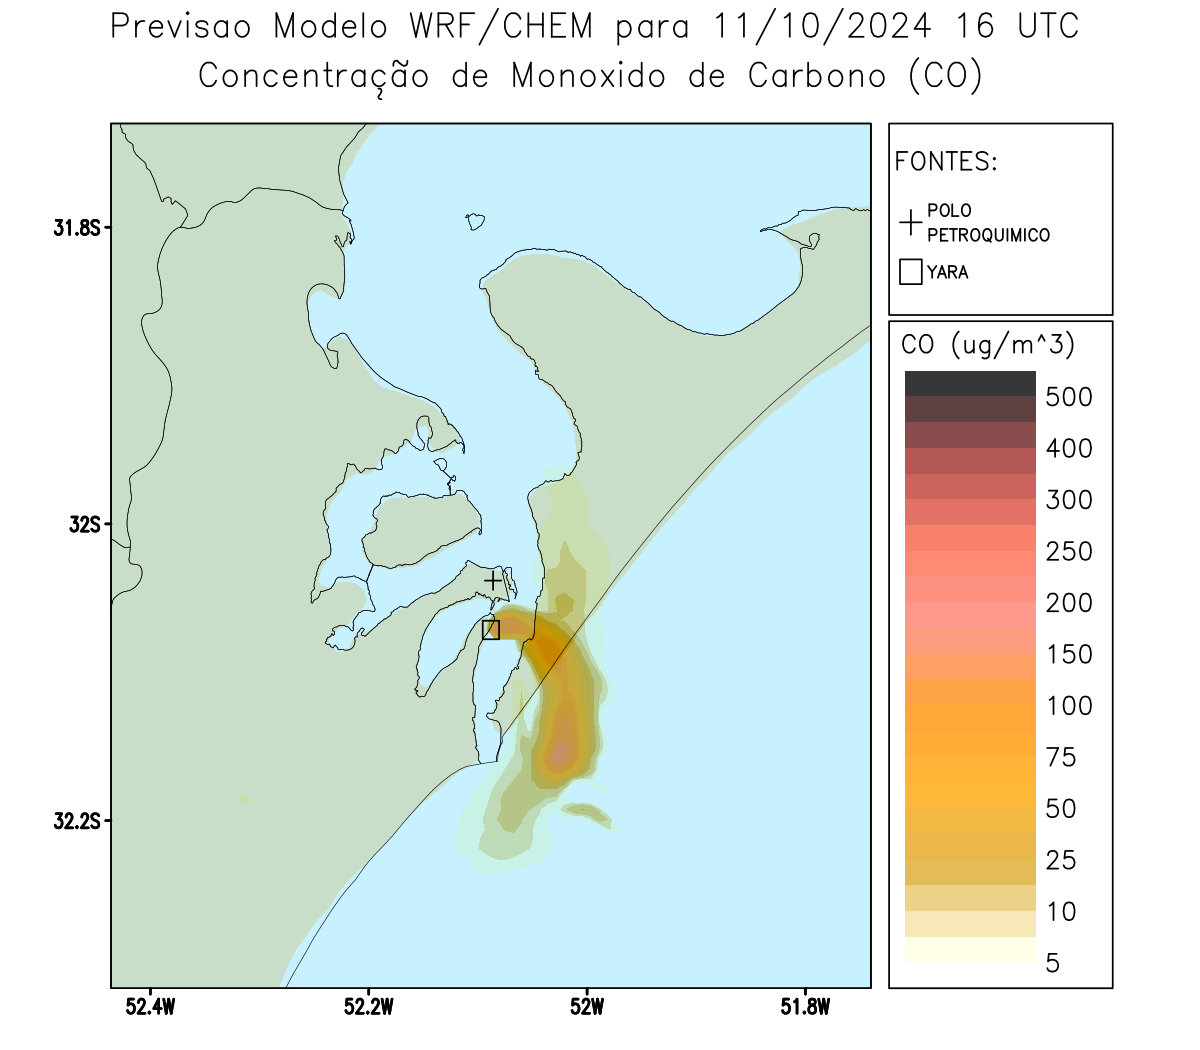 Previsao Modelo WRF/CHEM para 11/10/2024 16 UTC
Concentração de Monoxido de Carbono (CO)
FONTES:
POLO
PETROQUIMICO
YARA
CO (ug/m^3)
500
400
300
250
200
150
100
75
50
25
10
5
31.8S
32S
32.2S
52.4W
52.2W
52W
51.8W